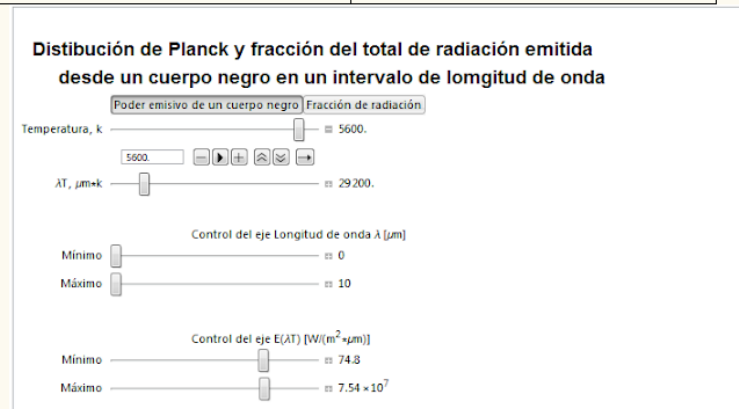 Distibución de Planck y fracción del total de radiación emitida
desde un cuerpo negro en un intervalo de lomgitud de onda
Poder emisivo de un cuerpo negro Fracción de radiación
Temperatura, k 5600.
5600.
λT, μm*k 29200.
Control del eje Longitud de onda λ [μm]
Mínimo 0
Máximo 10
Control del eje E(λT) [W/(m²*μm)]
Mínimo 74.8
Máximo 7.54 × 10⁷